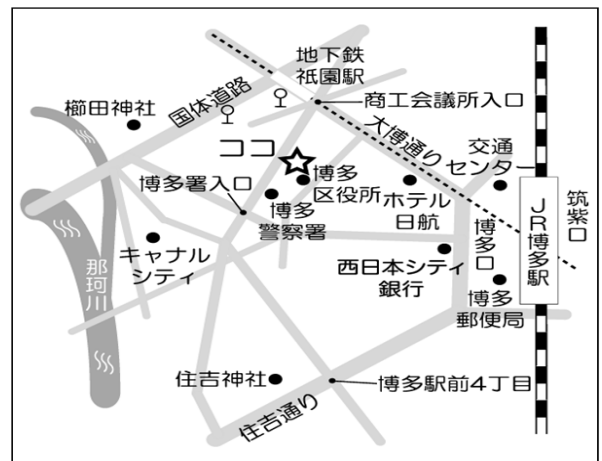 地下鉄
祇園駅
商工会議所入口
国体道路
櫛田神社
大博通り
交通
センター
ココ
博多
区役所
博多署入口
ホテル
日航
博多
警察署
筑紫口
JR博多駅
博多口
キャナル
シティ
西日本シティ
銀行
那珂川
博多
郵便局
住吉神社
博多駅前4丁目
住吉通り